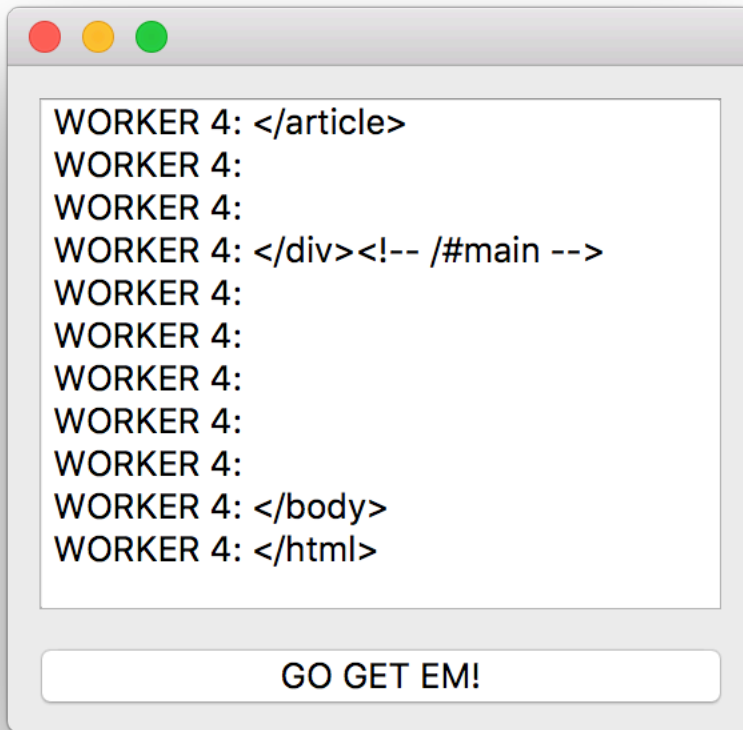 WORKER 4: </article>
WORKER 4:
WORKER 4:
WORKER 4: </div><!-- /#main -->
WORKER 4:
WORKER 4:
WORKER 4:
WORKER 4:
WORKER 4:
WORKER 4: </body>
WORKER 4: </html>
GO GET EM!